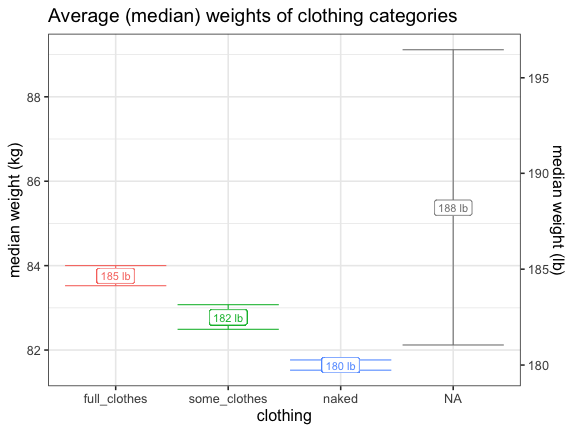 Average (median) weights of clothing categories
median weight (kg)
88
86
84
82
185 lb
182 lb
180 lb
188 lb
195
190
185
180
median weight (lb)
full_clothes some_clothes naked NA
clothing